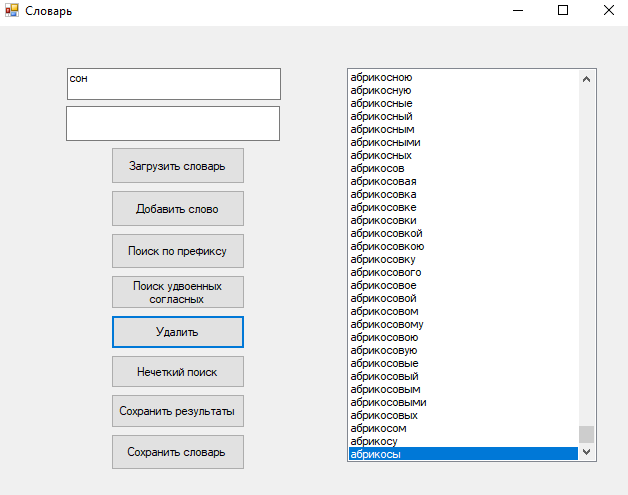 Словарь
сон
Загрузить словарь
Добавить слово
Поиск по префиксу
Поиск удвоенных
согласных
Удалить
Нечеткий поиск
Сохранить результаты
Сохранить словарь
абрикосною
абрикосную
абрикосные
абрикосный
абрикосным
абрикосными
абрикосных
абрикосов
абрикосовая
абрикосовка
абрикосовке
абрикосовки
абрикосовкой
абрикосовкою
абрикосовку
абрикосового
абрикосовое
абрикосовой
абрикосовом
абрикосовому
абрикосовою
абрикосовую
абрикосовые
абрикосовый
абрикосовым
абрикосовыми
абрикосовых
абрикосом
абрикосу
абрикосы